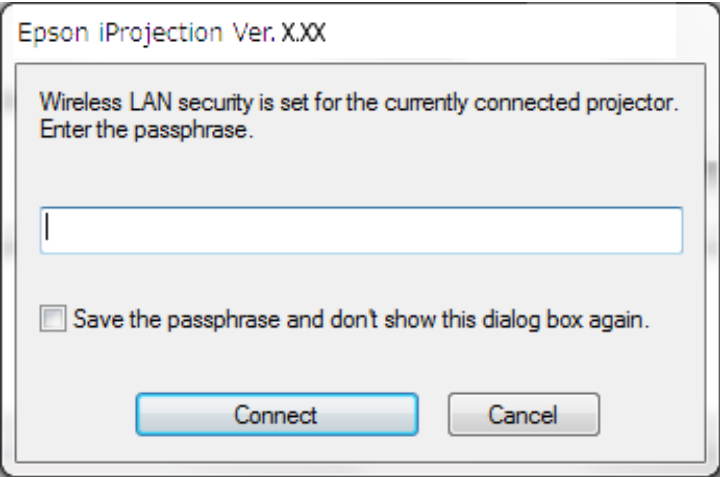 Epson iProjection Ver. X.XX
Wireless LAN security is set for the currently connected projector.
Enter the passphrase.
Save the passphrase and don't show this dialog box again.
Connect
Cancel